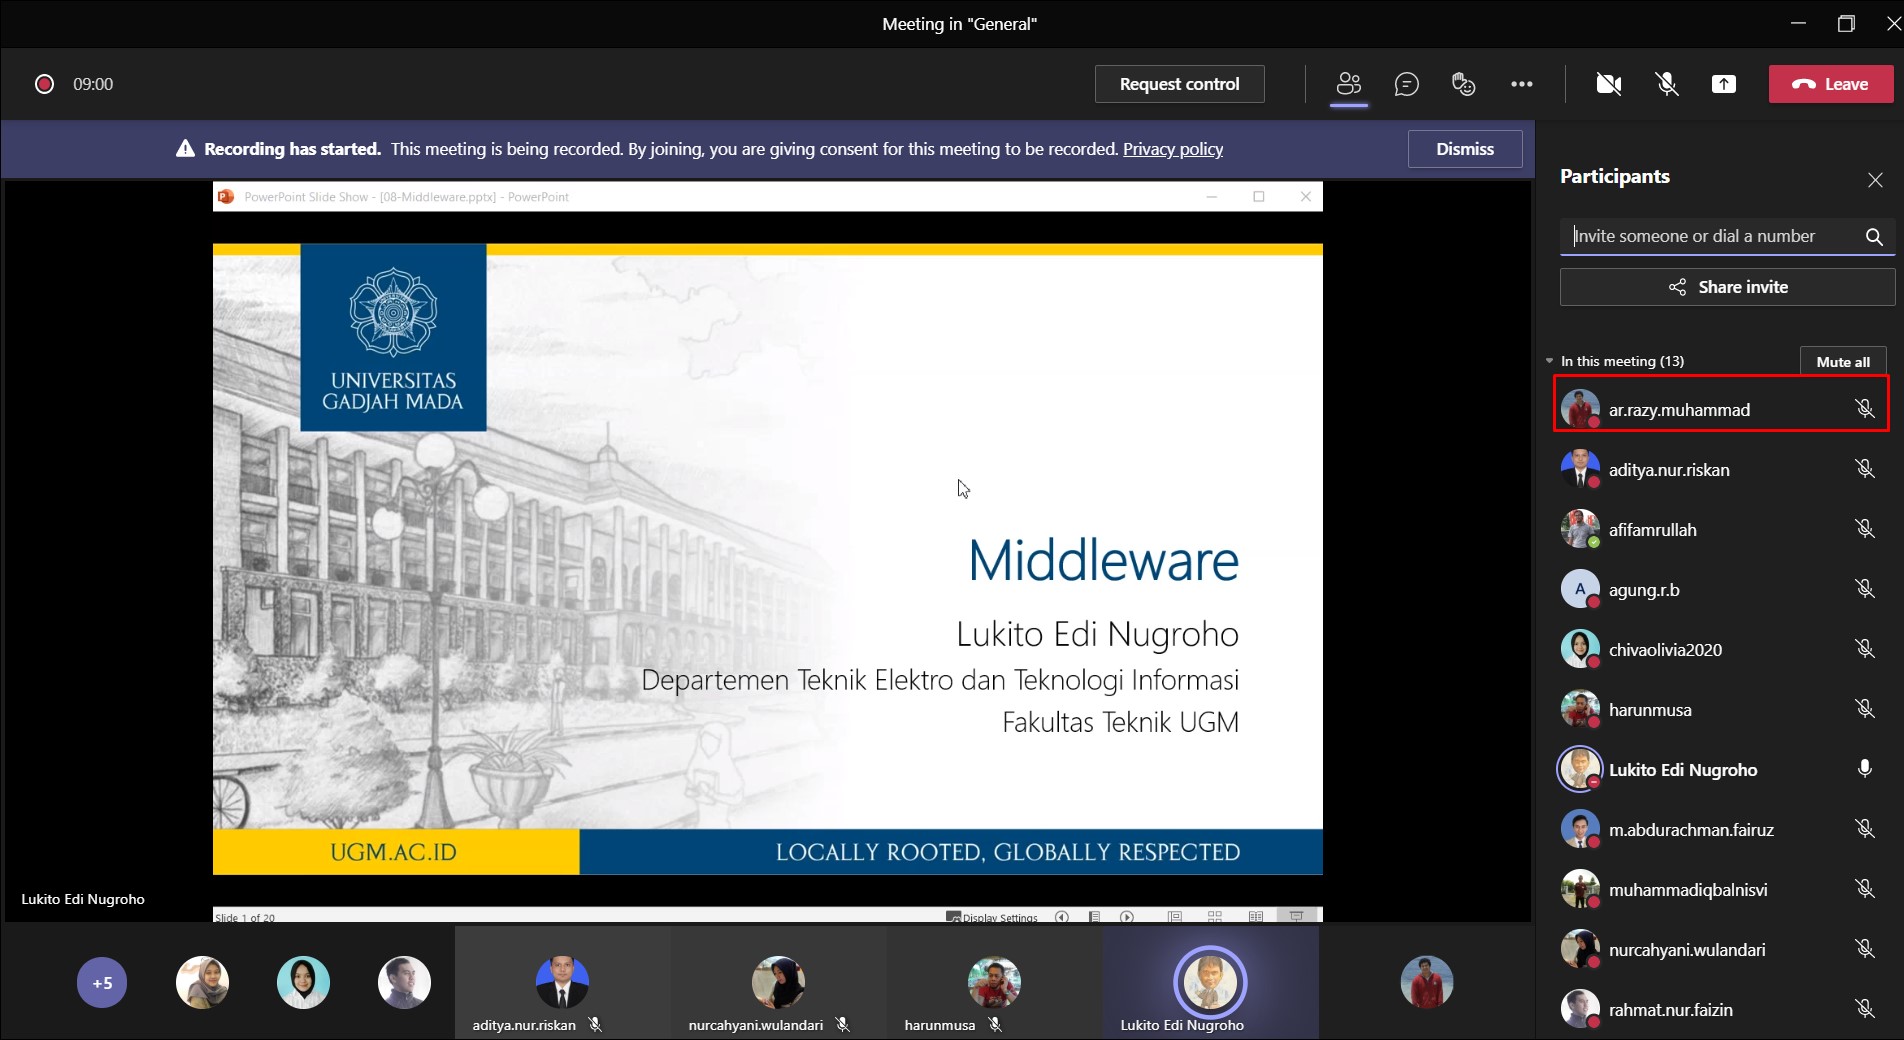 Meeting in "General"
09:00
Request control
Leave
Recording has started. This meeting is being recorded. By joining, you are giving consent for this meeting to be recorded. Privacy policy
Dismiss
PowerPoint Slide Show - [08-Middleware.pptx] - PowerPoint
UNIVERSITAS
GADJAH MADA
Middleware
Lukito Edi Nugroho
Departemen Teknik Elektro dan Teknologi Informasi
Fakultas Teknik UGM
UGM.AC.ID
LOCALLY ROOTED, GLOBALLY RESPECTED
Lukito Edi Nugroho
Slide 1 of 20
Display Settings
+5
aditya.nur.riskan
nurcahyani.wulandari
harunmusa
Lukito Edi Nugroho
Participants
Invite someone or dial a number
Share invite
In this meeting (13)
Mute all
ar.razy.muhammad
aditya.nur.riskan
afifamrullah
A
agung.r.b
chivaolivia2020
harunmusa
Lukito Edi Nugroho
m.abdurachman.fairuz
muhammadiqbalnisvi
nurcahyani.wulandari
rahmat.nur.faizin